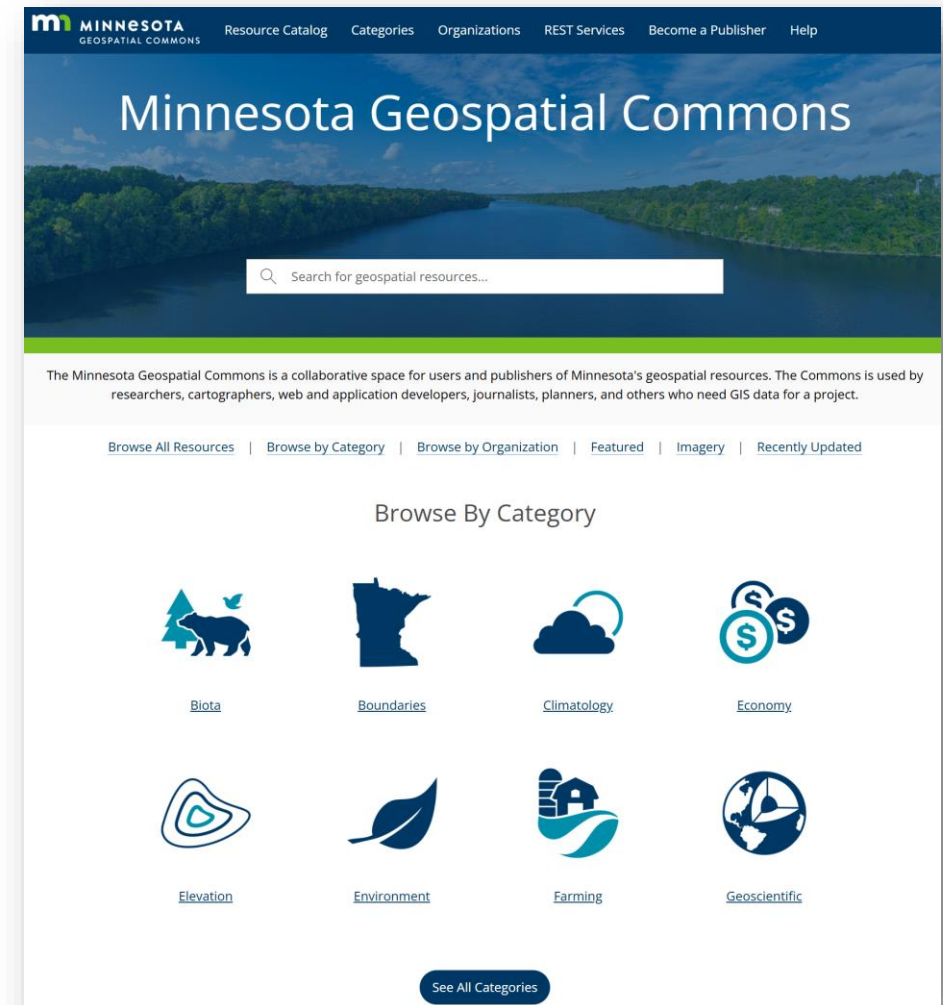 MINNESOTA
GEOSPATIAL COMMONS
Resource Catalog Categories Organizations REST Services Become a Publisher Help
Minnesota Geospatial Commons
Search for geospatial resources...
The Minnesota Geospatial Commons is a collaborative space for users and publishers of Minnesota's geospatial resources. The Commons is used by
researchers, cartographers, web and application developers, journalists, planners, and others who need GIS data for a project.
Browse All Resources | Browse by Category | Browse by Organization | Featured | Imagery | Recently Updated
Browse By Category
Biota Boundaries Climatology Economy
Elevation Environment Farming Geoscientific
See All Categories